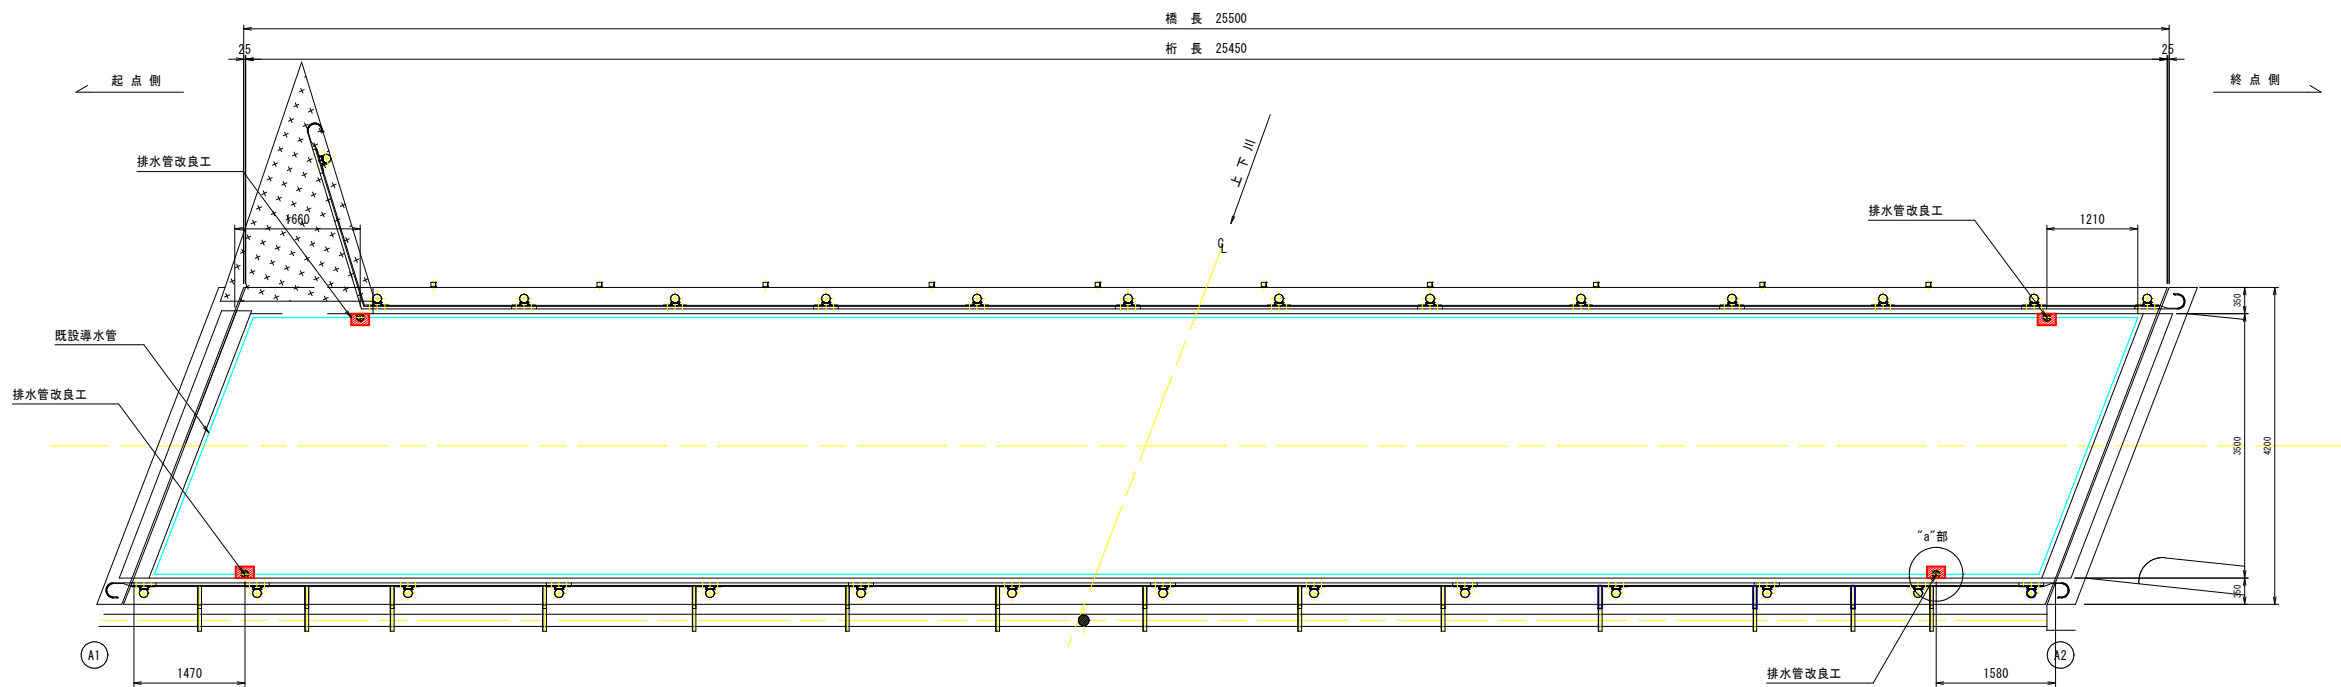 橋 長 25500
25
桁 長 25450
25
起 点 側
終 点 側
上 下 川
排水管改良工
排水管改良工
1660
1210
CL
350
既設導水管
排水管改良工
3500
4200
"a"部
350
A1
A2
1470
排水管改良工
1580